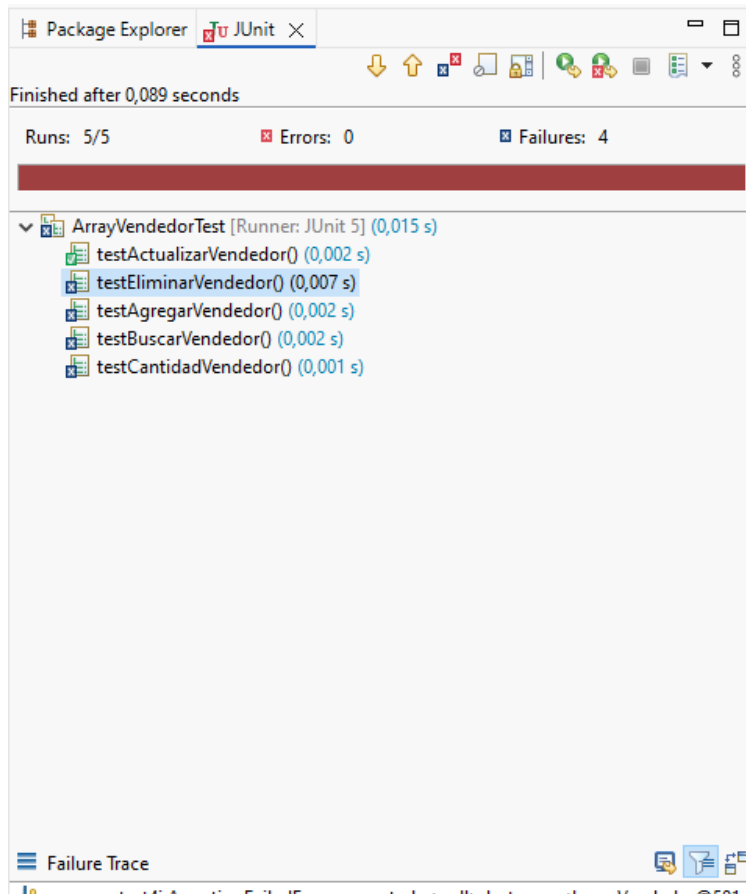 Package Explorer JUnit
Finished after 0,089 seconds
Runs: 5/5 Errors: 0 Failures: 4
ArrayVendedorTest [Runner: JUnit 5] (0,015 s)
testActualizarVendedor() (0,002 s)
testEliminarVendedor() (0,007 s)
testAgregarVendedor() (0,002 s)
testBuscarVendedor() (0,002 s)
testCantidadVendedor() (0,001 s)
Failure Trace